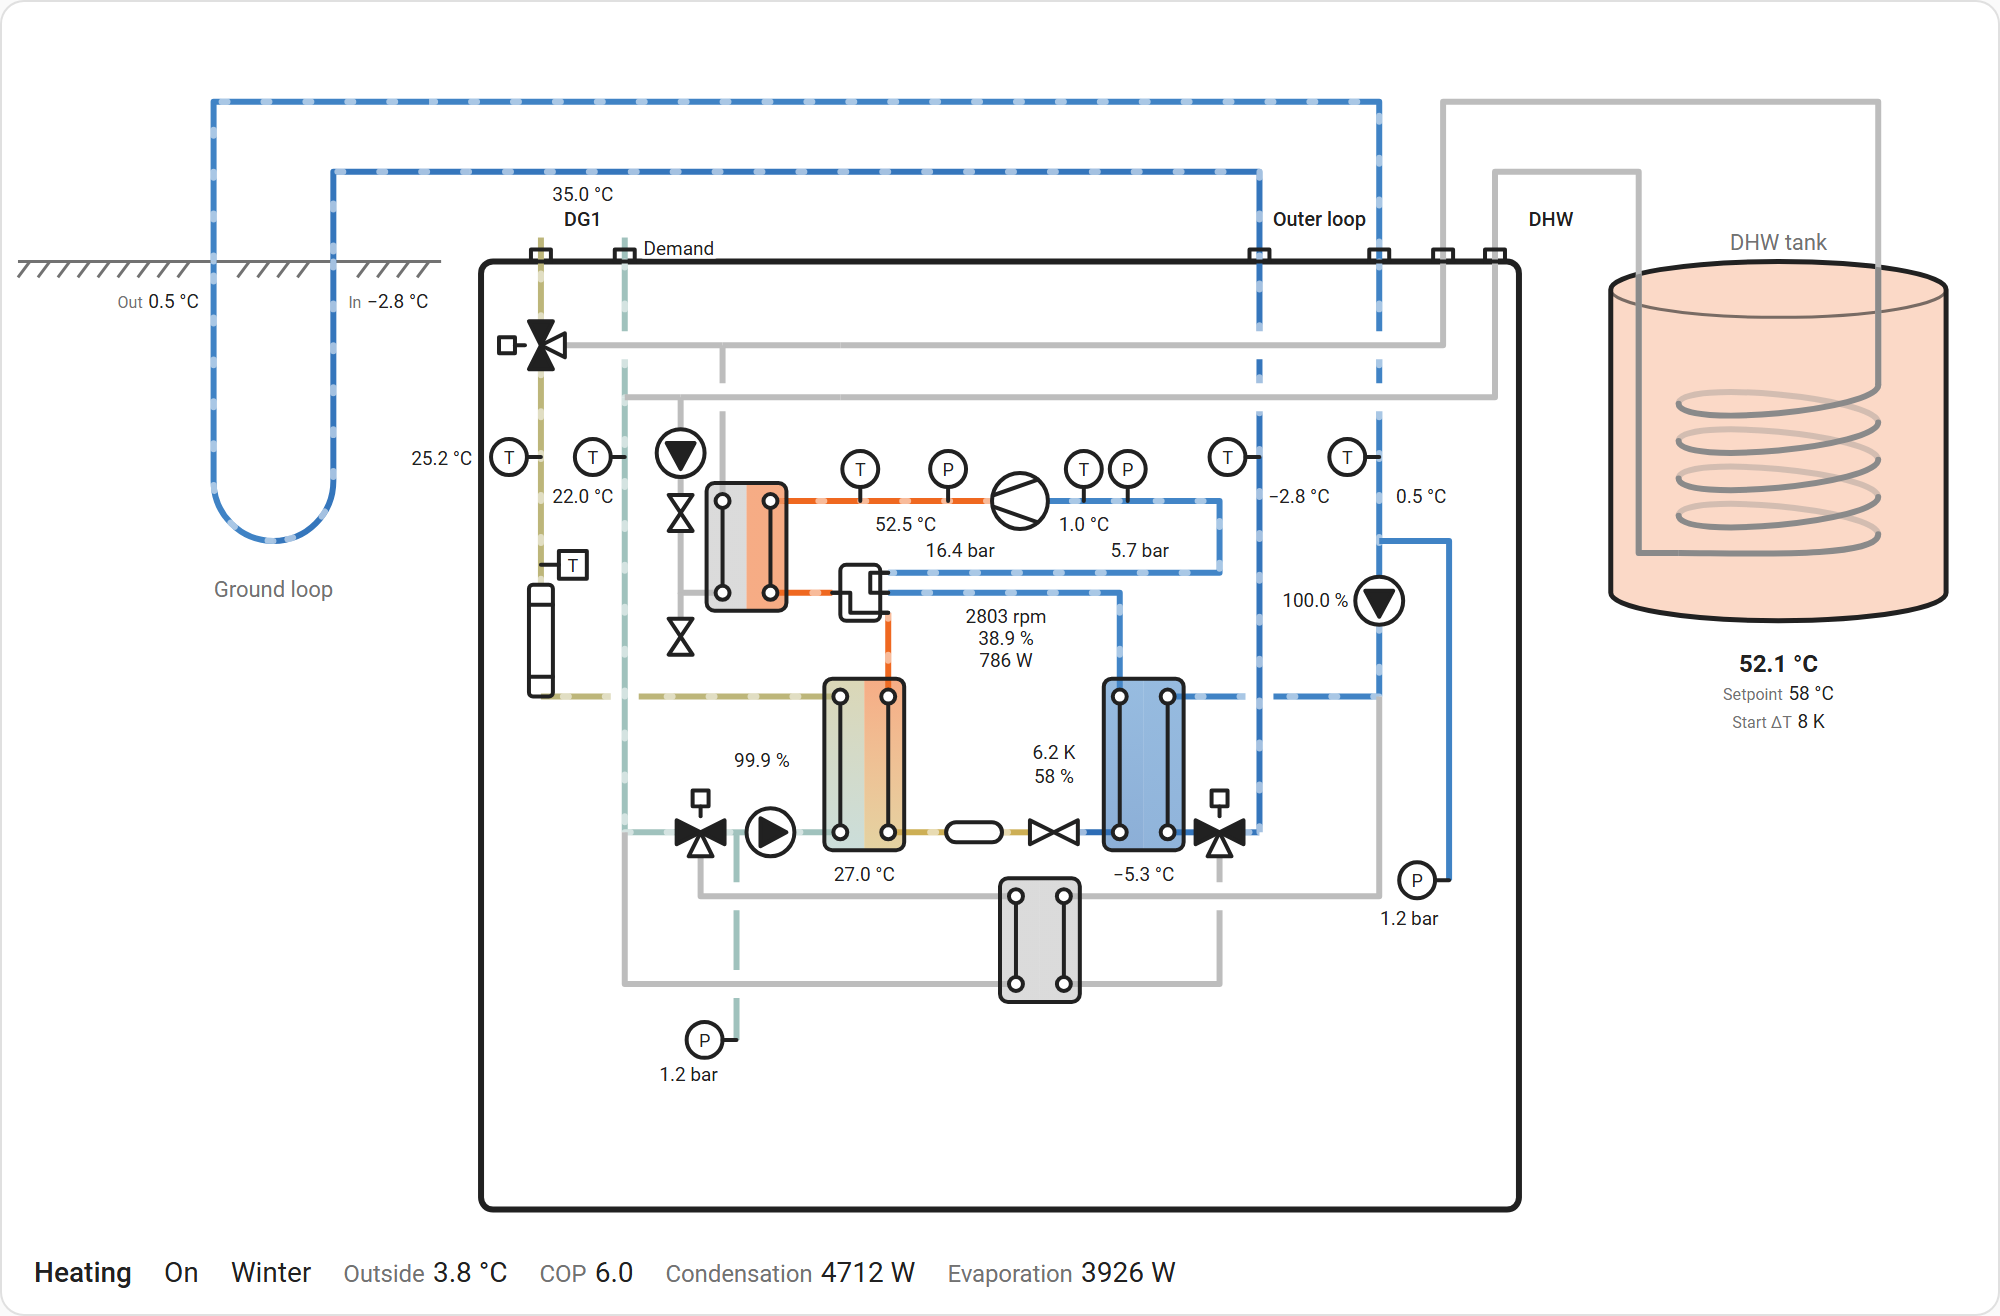 35.0 °C
DG1
Demand
Outer loop
DHW
DHW tank
Out 0.5 °C
In −2.8 °C
25.2 °C
T
T
22.0 °C
T
P
T
P
T
T
52.5 °C
1.0 °C
−2.8 °C
0.5 °C
16.4 bar
5.7 bar
T
Ground loop
2803 rpm
38.9 %
786 W
100.0 %
52.1 °C
Setpoint 58 °C
Start ΔT 8 K
99.9 %
6.2 K
58 %
27.0 °C
−5.3 °C
P
1.2 bar
P
1.2 bar
Heating On Winter Outside 3.8 °C COP 6.0 Condensation 4712 W Evaporation 3926 W